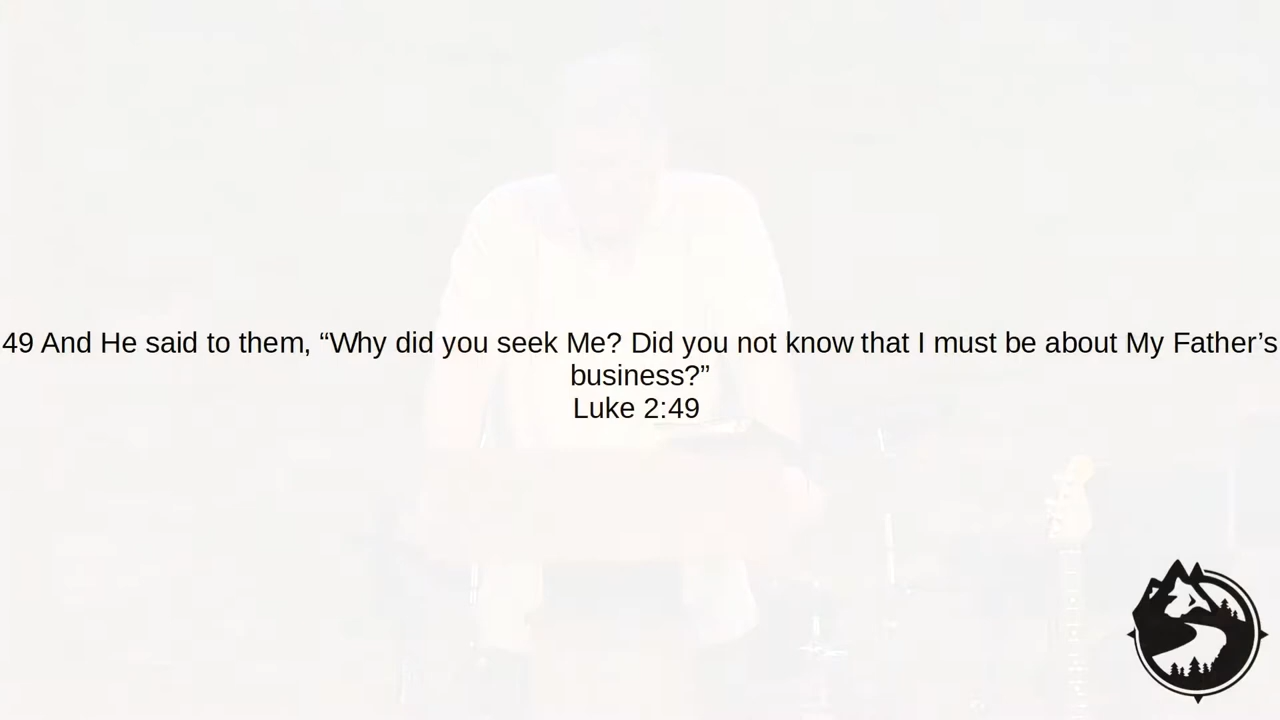 49 And He said to them, “Why did you seek Me? Did you not know that I must be about My Father’s
business?”
Luke 2:49